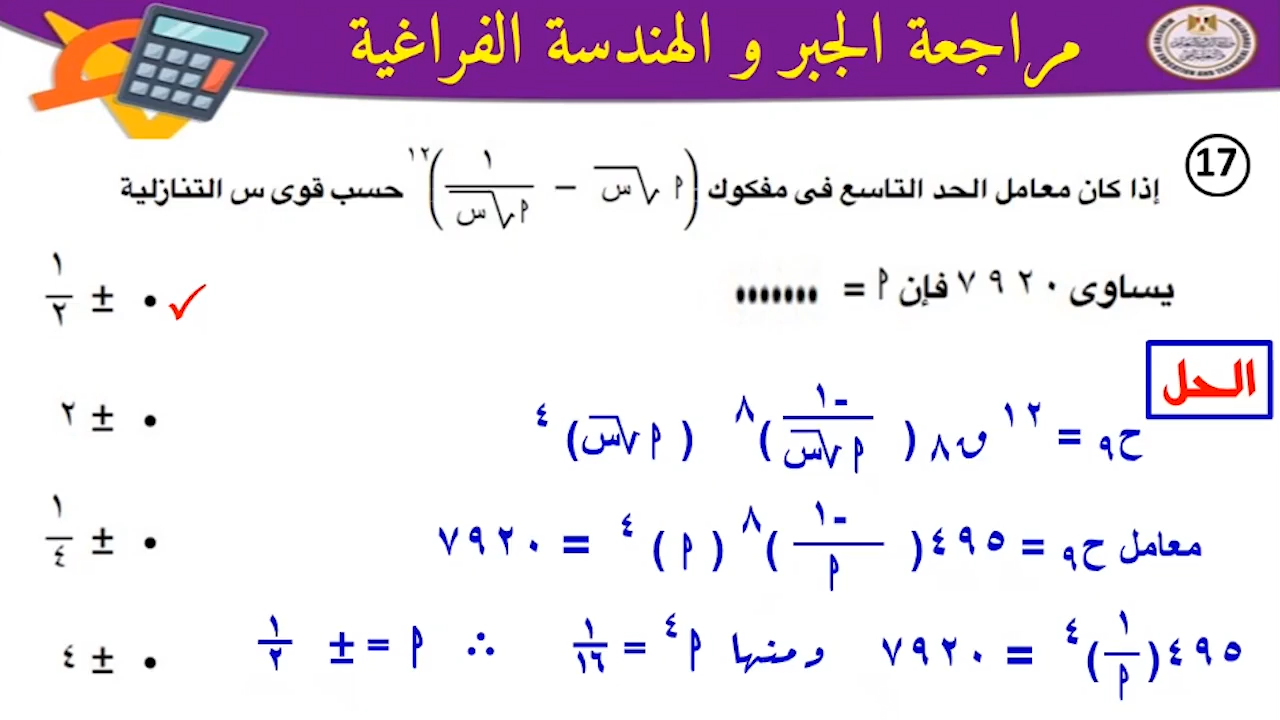 مراجعة الجبر و الهندسة الفراغية
17
إذا كان معامل الحد التاسع فى مفكوك (أ √س − ١/(أ√س))^١٢ حسب قوى س التنازلية
يساوى ٧٩٢٠ فإن أ = .......
• ± ١/٢ ✓
• ± ٢
• ± ١/٤
• ± ٤
الحل
ح٩ = ١٢ق٨ (-١/(أ√س))^٨ (أ√س)^٤
معامل ح٩ = ٤٩٥ (-١/أ)^٨ (أ)^٤ = ٧٩٢٠
٤٩٥ (١/أ)^٤ = ٧٩٢٠ ومنها أ^٤ = ١/١٦ ∴ أ = ± ١/٢